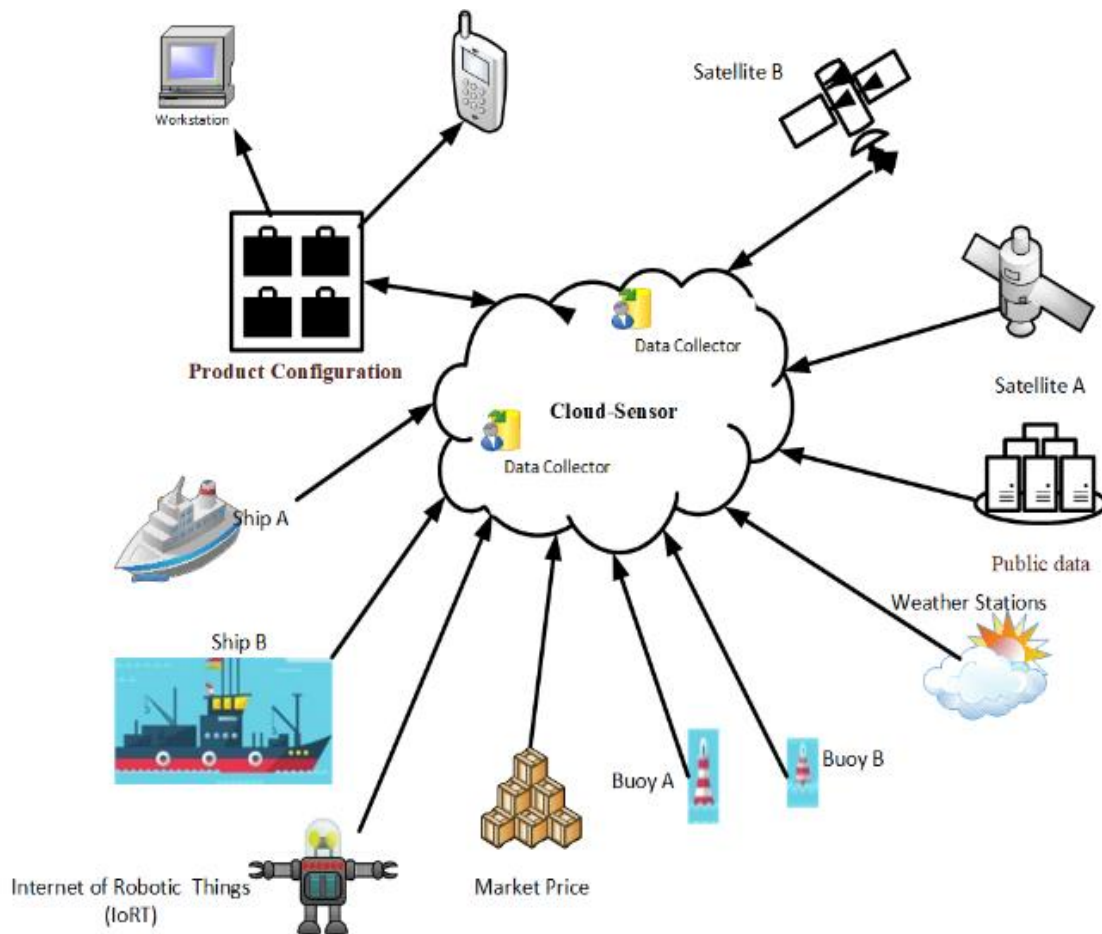 Satellite B
Workstation
Data Collector
Product Configuration
Satellite A
Cloud-Sensor
Data Collector
Ship A
Public data
Weather Stations
Ship B
Buoy B
Buoy A
Internet of Robotic Things
(IoRT)
Market Price